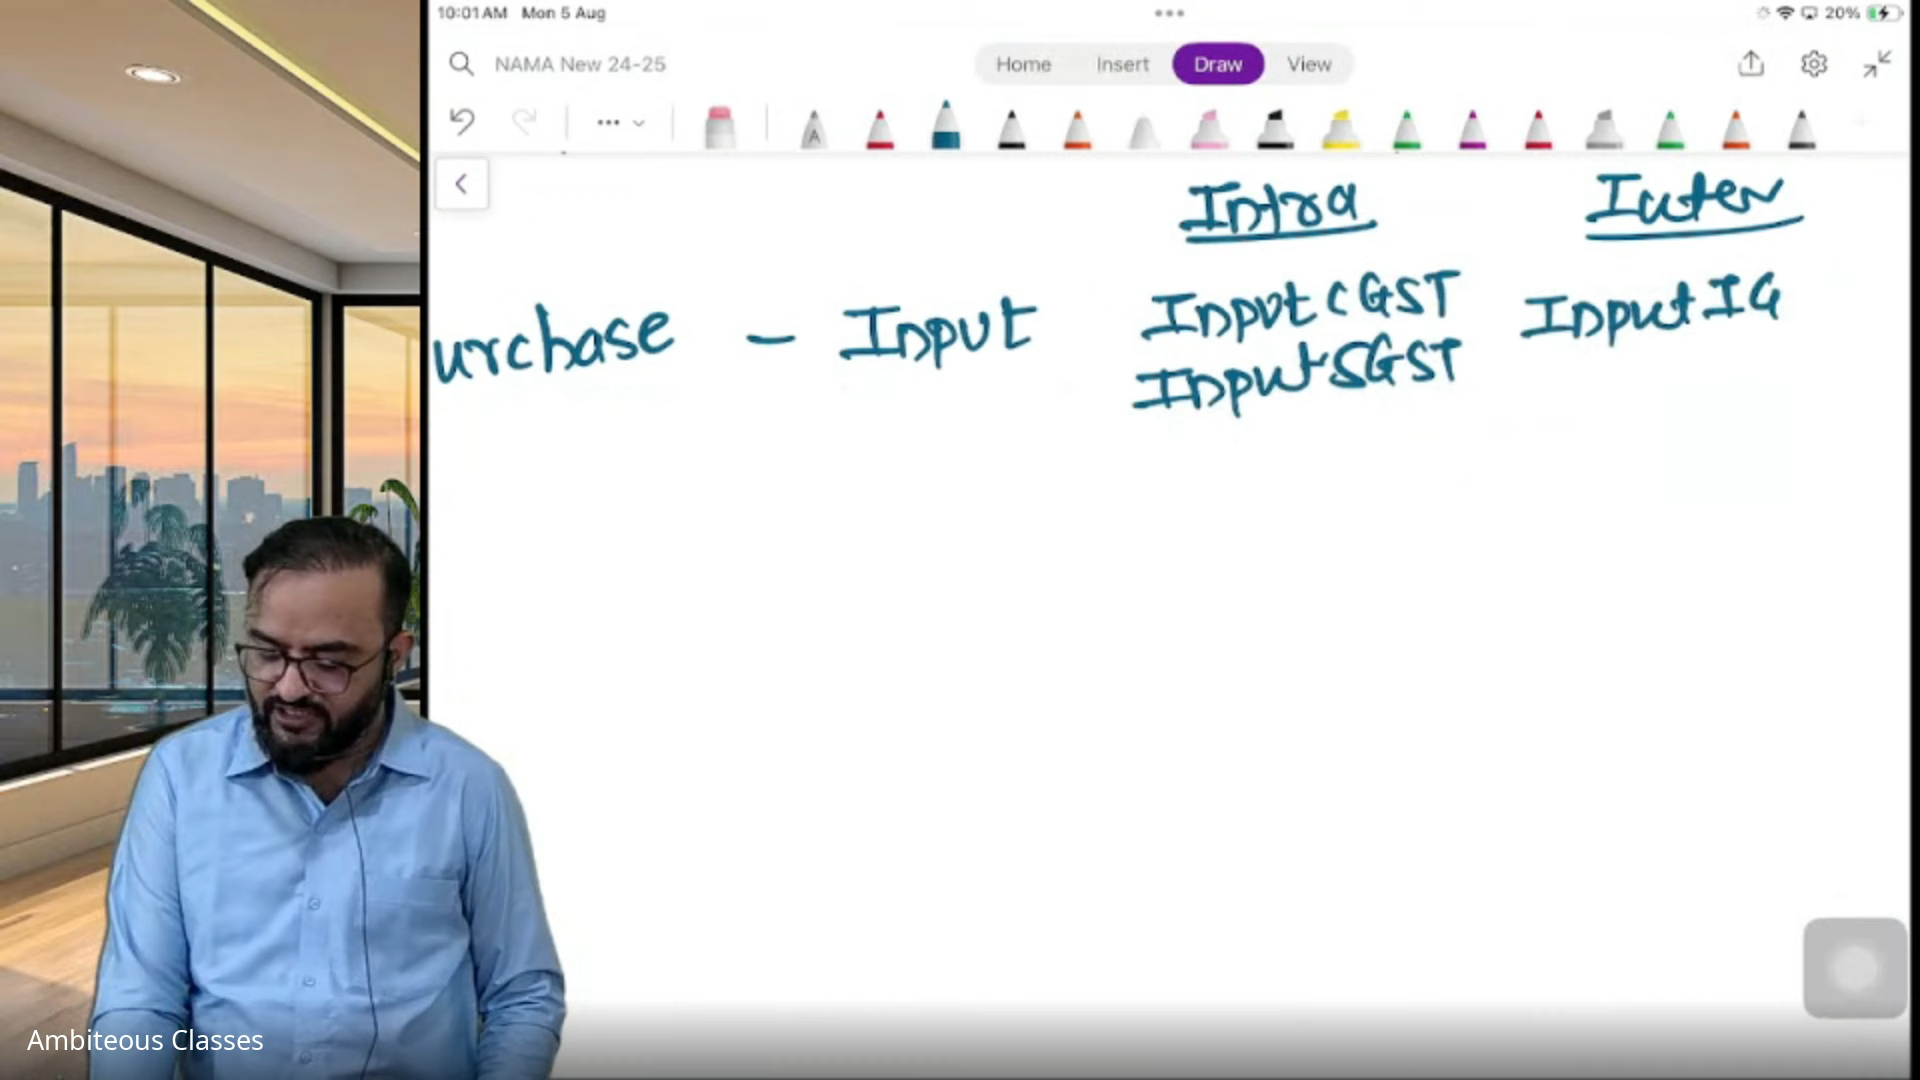 10:01 AM Mon 5 Aug
20%
NAMA New 24-25
Home Insert Draw View
A
Intra Inter
urchase - Input Input CGST Input IG
Input SGST
Ambiteous Classes